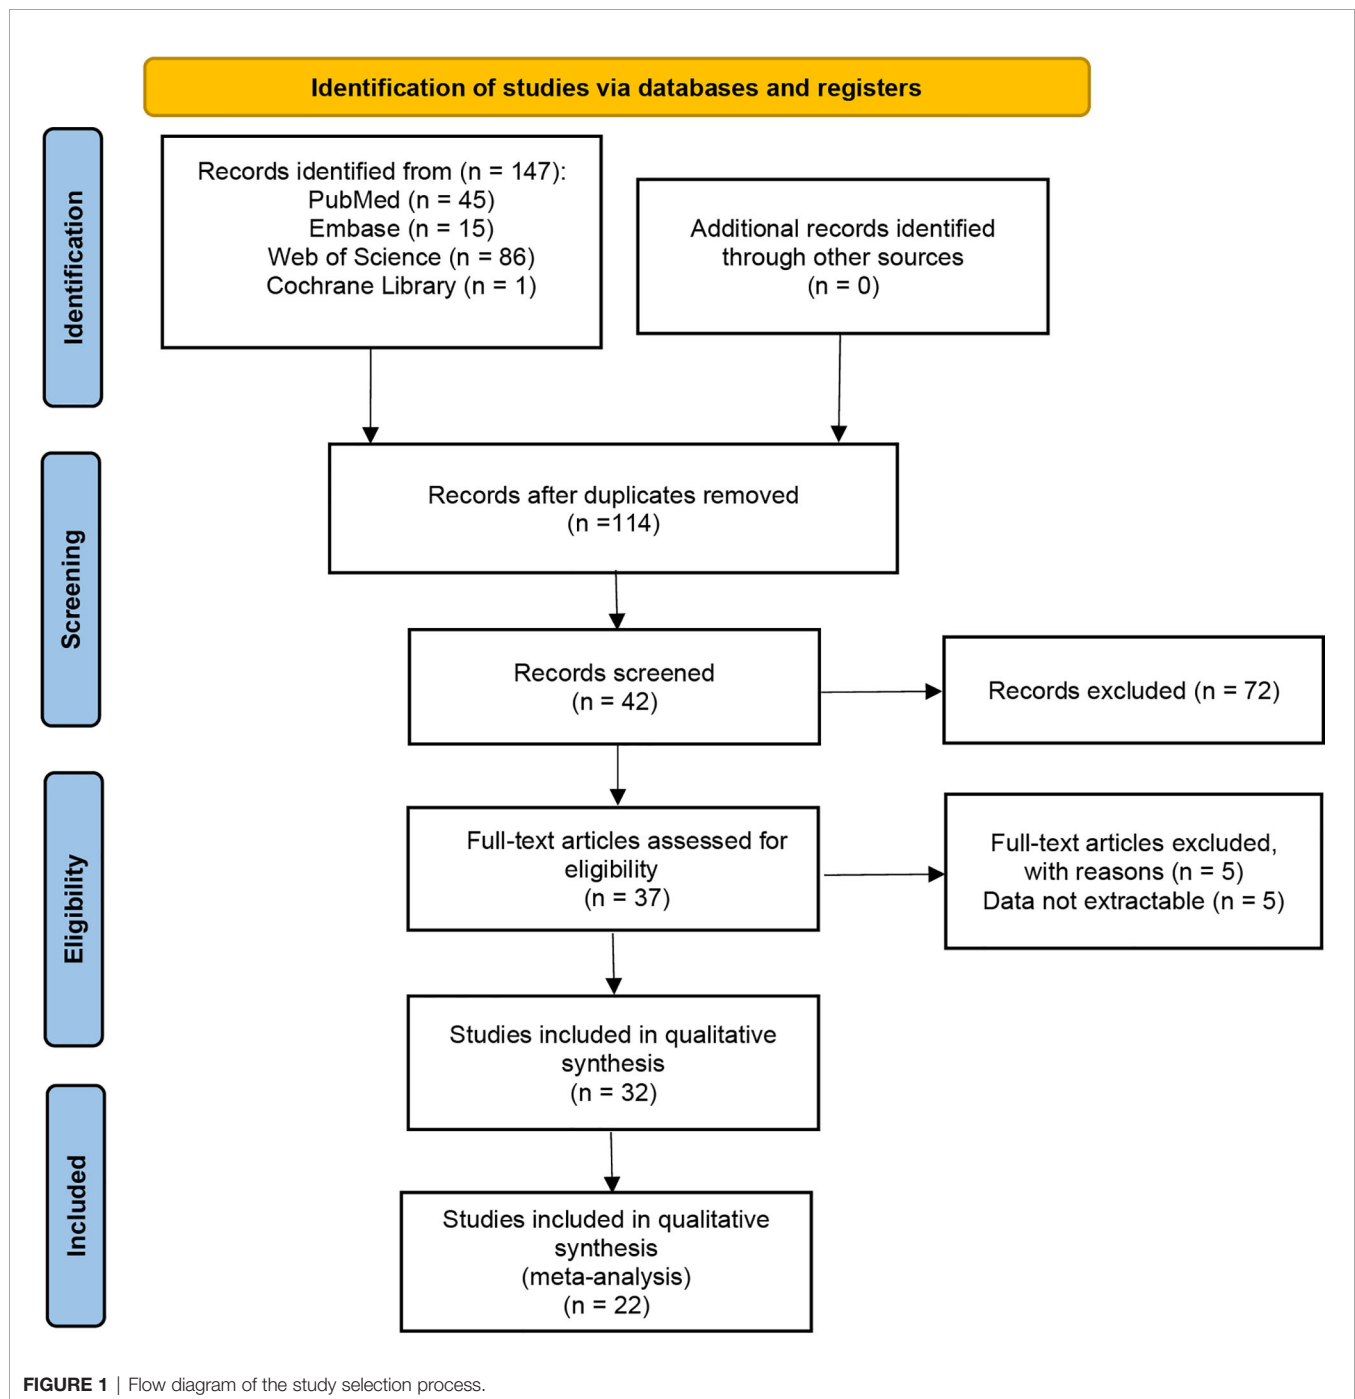 Identification of studies via databases and registers
Identification
Records identified from (n = 147):
PubMed (n = 45)
Embase (n = 15)
Web of Science (n = 86)
Cochrane Library (n = 1)
Additional records identified
through other sources
(n = 0)
Screening
Records after duplicates removed
(n =114)
Records screened
(n = 42)
Records excluded (n = 72)
Eligibility
Full-text articles assessed for
eligibility
(n = 37)
Full-text articles excluded,
with reasons (n = 5)
Data not extractable (n = 5)
Studies included in qualitative
synthesis
(n = 32)
Included
Studies included in qualitative
synthesis
(meta-analysis)
(n = 22)
FIGURE 1 | Flow diagram of the study selection process.